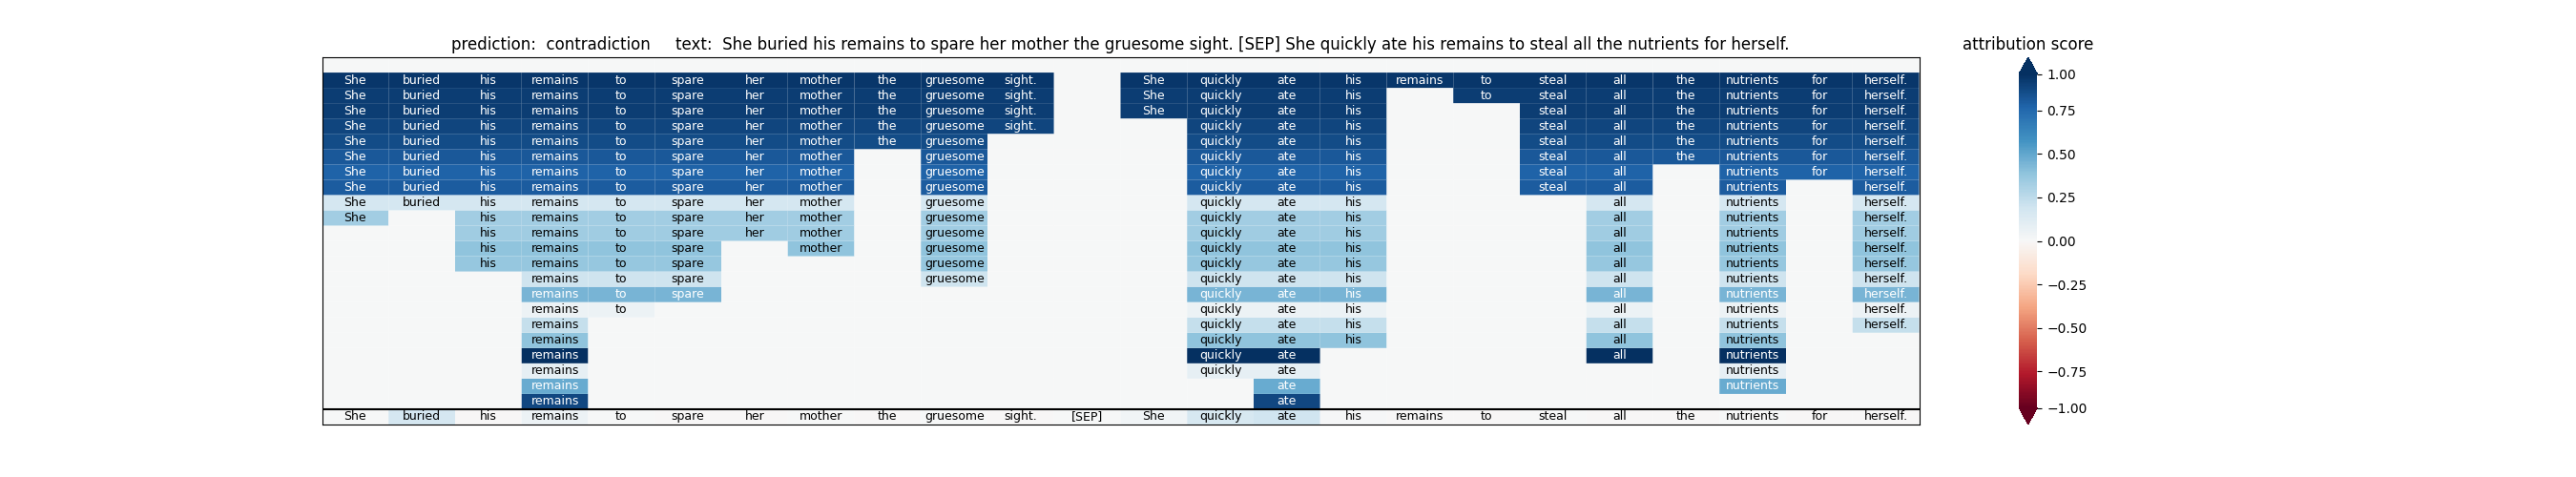 prediction: contradiction text: She buried his remains to spare her mother the gruesome sight. [SEP] She quickly ate his remains to steal all the nutrients for herself. attribution score
She buried his remains to spare her mother the gruesome sight. She quickly ate his remains to steal all the nutrients for herself. 1.00
She buried his remains to spare her mother the gruesome sight. She quickly ate his to steal all the nutrients for herself.
She buried his remains to spare her mother the gruesome sight. She quickly ate his steal all the nutrients for herself. 0.75
She buried his remains to spare her mother the gruesome sight. quickly ate his steal all the nutrients for herself.
She buried his remains to spare her mother the gruesome quickly ate his steal all the nutrients for herself.
She buried his remains to spare her mother gruesome quickly ate his steal all the nutrients for herself. 0.50
She buried his remains to spare her mother gruesome quickly ate his steal all nutrients for herself.
She buried his remains to spare her mother gruesome quickly ate his steal all nutrients herself. 0.25
She buried his remains to spare her mother gruesome quickly ate his all nutrients herself.
She his remains to spare her mother gruesome quickly ate his all nutrients herself.
his remains to spare her mother gruesome quickly ate his all nutrients herself. 0.00
his remains to spare mother gruesome quickly ate his all nutrients herself.
his remains to spare gruesome quickly ate his all nutrients herself.
remains to spare gruesome quickly ate his all nutrients herself. −0.25
remains to spare quickly ate his all nutrients herself.
remains to quickly ate his all nutrients herself.
remains quickly ate his all nutrients herself. −0.50
remains quickly ate his all nutrients
remains quickly ate all nutrients
remains quickly ate nutrients −0.75
remains ate nutrients
remains ate −1.00
She buried his remains to spare her mother the gruesome sight. [SEP] She quickly ate his remains to steal all the nutrients for herself.